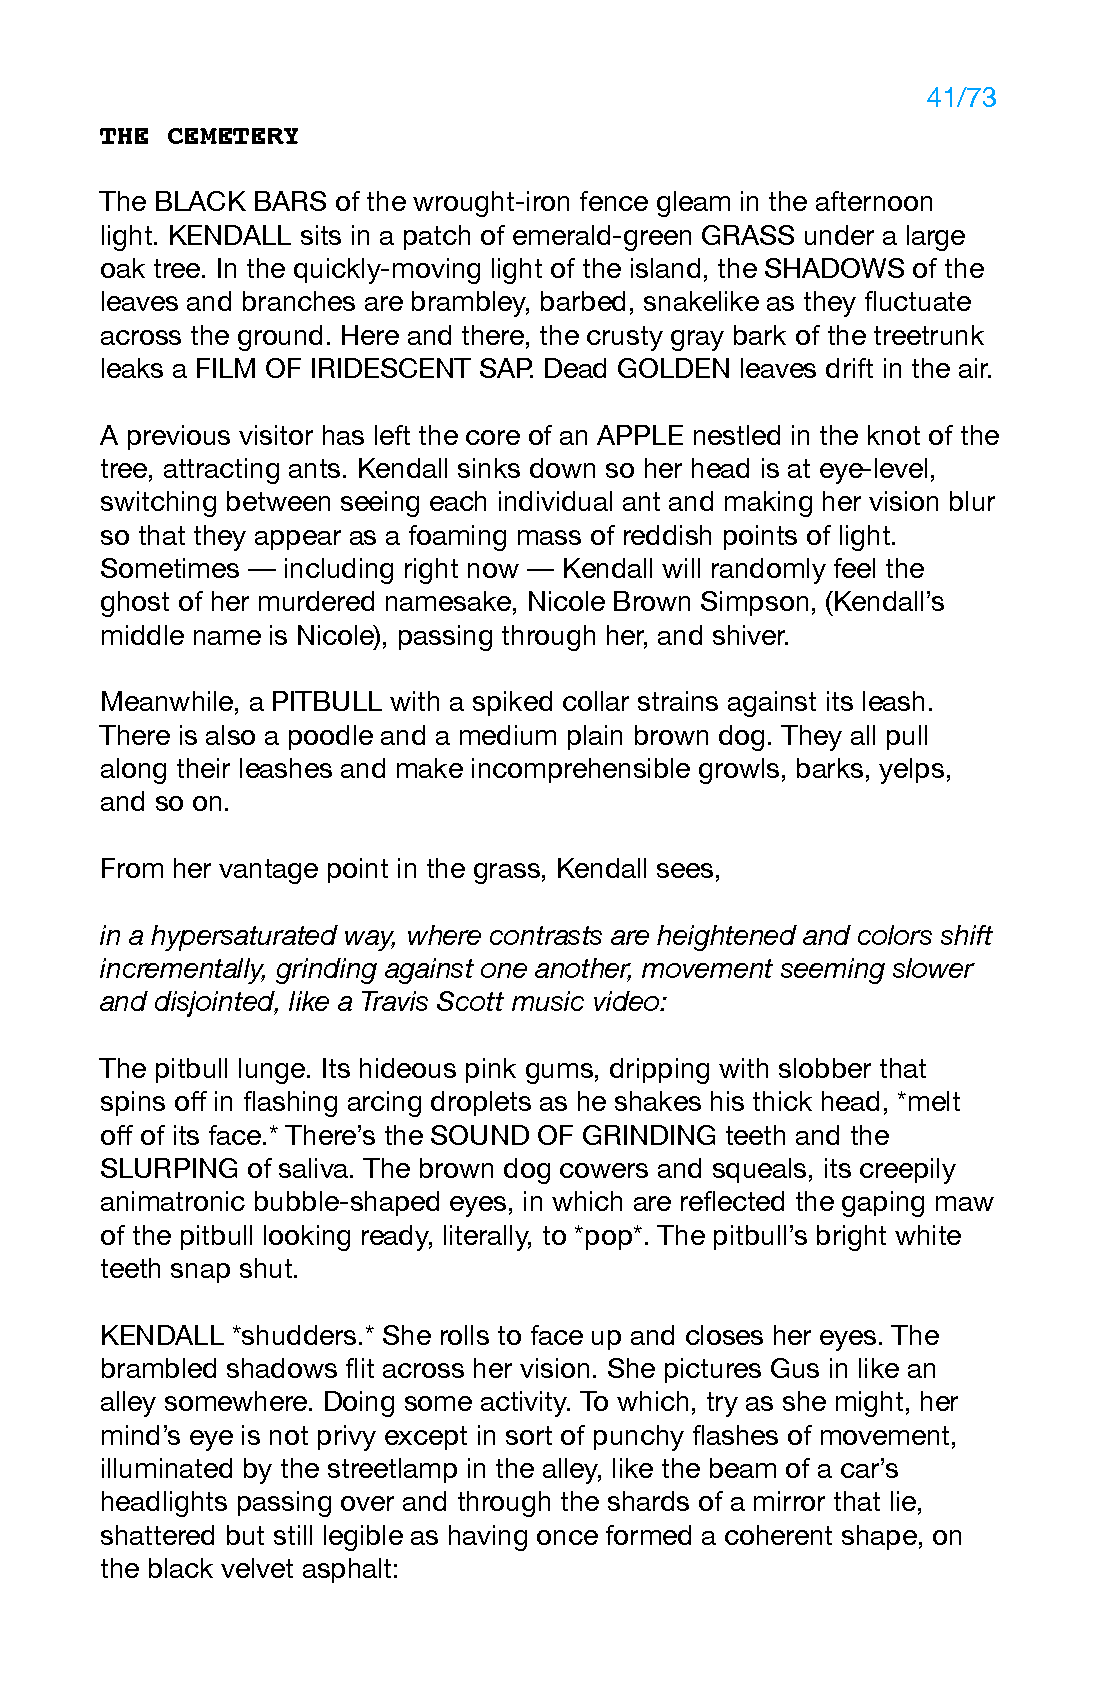 41/73
THE CEMETERY
The BLACK BARS of the wrought-iron fence gleam in the afternoon
light. KENDALL sits in a patch of emerald-green GRASS under a large
oak tree. In the quickly-moving light of the island, the SHADOWS of the
leaves and branches are brambley, barbed, snakelike as they fluctuate
across the ground. Here and there, the crusty gray bark of the treetrunk
leaks a FILM OF IRIDESCENT SAP. Dead GOLDEN leaves drift in the air.
A previous visitor has left the core of an APPLE nestled in the knot of the
tree, attracting ants. Kendall sinks down so her head is at eye-level,
switching between seeing each individual ant and making her vision blur
so that they appear as a foaming mass of reddish points of light.
Sometimes — including right now — Kendall will randomly feel the
ghost of her murdered namesake, Nicole Brown Simpson, (Kendall’s
middle name is Nicole), passing through her, and shiver.
Meanwhile, a PITBULL with a spiked collar strains against its leash.
There is also a poodle and a medium plain brown dog. They all pull
along their leashes and make incomprehensible growls, barks, yelps,
and so on.
From her vantage point in the grass, Kendall sees,
in a hypersaturated way, where contrasts are heightened and colors shift
incrementally, grinding against one another, movement seeming slower
and disjointed, like a Travis Scott music video:
The pitbull lunge. Its hideous pink gums, dripping with slobber that
spins off in flashing arcing droplets as he shakes his thick head, *melt
off of its face.* There’s the SOUND OF GRINDING teeth and the
SLURPING of saliva. The brown dog cowers and squeals, its creepily
animatronic bubble-shaped eyes, in which are reflected the gaping maw
of the pitbull looking ready, literally, to *pop*. The pitbull’s bright white
teeth snap shut.
KENDALL *shudders.* She rolls to face up and closes her eyes. The
brambled shadows flit across her vision. She pictures Gus in like an
alley somewhere. Doing some activity. To which, try as she might, her
mind’s eye is not privy except in sort of punchy flashes of movement,
illuminated by the streetlamp in the alley, like the beam of a car’s
headlights passing over and through the shards of a mirror that lie,
shattered but still legible as having once formed a coherent shape, on
the black velvet asphalt: